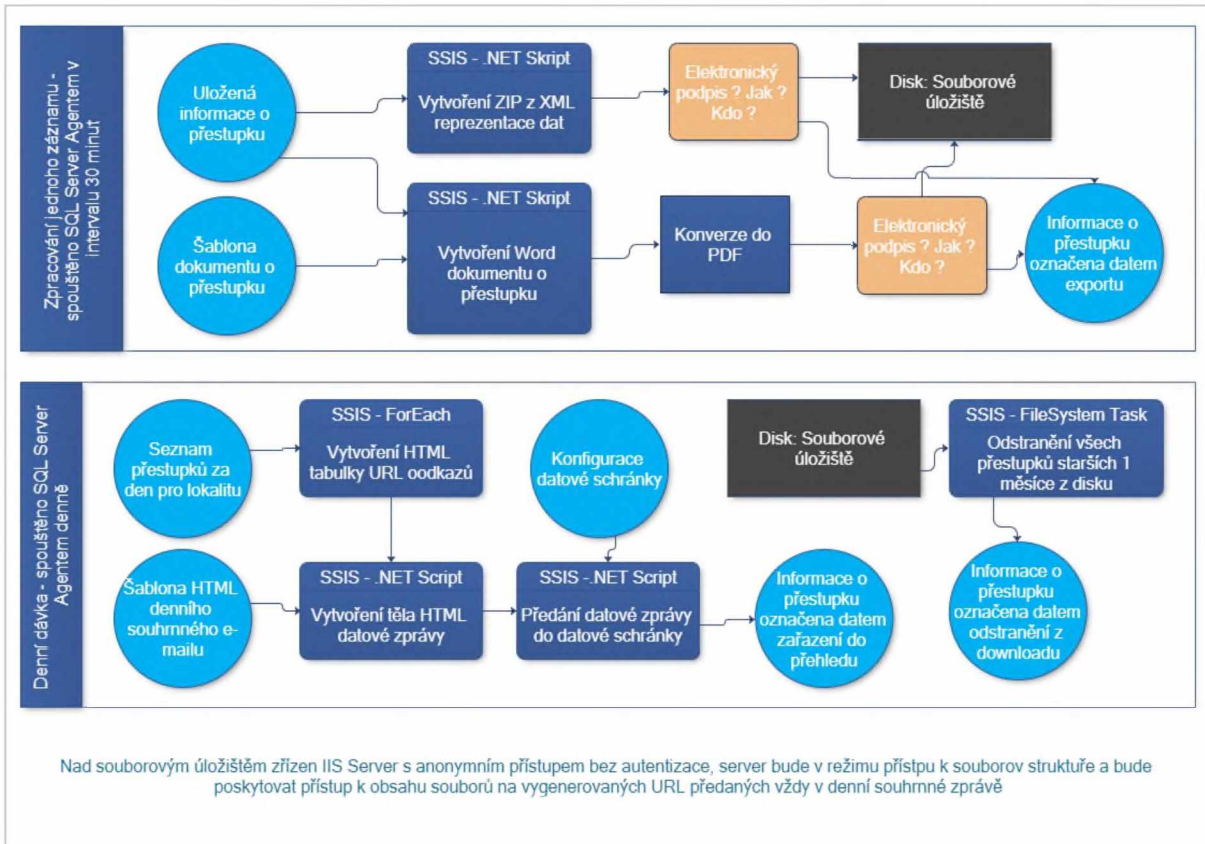 Zpracování jednoho záznamu -
spouštěno SQL Server Agentem v
intervalu 30 minut
Uložená
informace o
přestupku
SSIS - .NET Skript
Vytvoření ZIP z XML
reprezentace dat
Elektronický
podpis ? Jak ?
Kdo ?
Disk: Souborové
úložiště
Šablona
dokumentu o
přestupku
SSIS - .NET Skript
Vytvoření Word
dokumentu o
přestupku
Konverze do
PDF
Elektronický
podpis ? Jak ?
Kdo ?
Informace o
přestupku
označena datem
exportu
Denní dávka - spouštěno SQL Server
Agentem denně
Seznam
přestupků za
den pro lokalitu
SSIS - ForEach
Vytvoření HTML
tabulky URL oodkazů
Konfigurace
datové schránky
Disk: Souborové
úložiště
SSIS - FileSystem Task
Odstranění všech
přestupků starších 1
měsíce z disku
Šablona HTML
denního
souhrnného e-
mailu
SSIS - .NET Script
Vytvoření těla HTML
datové zprávy
SSIS -.NET Script
Předání datové zprávy
do datové schránky
Informace o
přestupku
označena datem
zařazení do
přehledu
Informace o
přestupku
označena datem
odstranění z
downloadu
Nad souborovým úložištěm zřízen IIS Server s anonymním přístupem bez autentizace, server bude v režimu přístpu k souborov struktuře a bude
poskytovat přístup k obsahu souborů na vygenerovaných URL předaných vždy v denní souhrnné zprávě